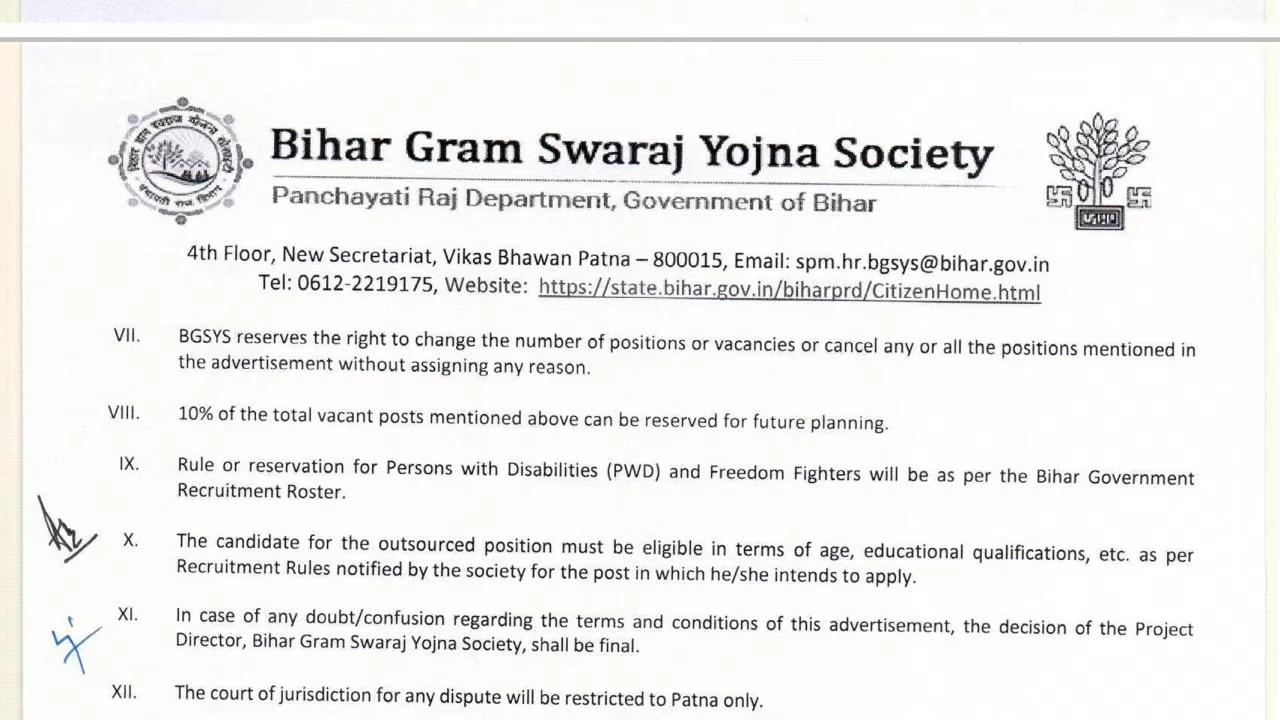 बिहार ग्राम स्वराज योजना सोसाइटी
Bihar Gram Swaraj Yojna Society
Panchayati Raj Department, Government of Bihar
4th Floor, New Secretariat, Vikas Bhawan Patna – 800015, Email: spm.hr.bgsys@bihar.gov.in
Tel: 0612-2219175, Website: https://state.bihar.gov.in/biharprd/CitizenHome.html
VII. BGSYS reserves the right to change the number of positions or vacancies or cancel any or all the positions mentioned in
the advertisement without assigning any reason.
VIII. 10% of the total vacant posts mentioned above can be reserved for future planning.
IX. Rule or reservation for Persons with Disabilities (PWD) and Freedom Fighters will be as per the Bihar Government
Recruitment Roster.
X. The candidate for the outsourced position must be eligible in terms of age, educational qualifications, etc. as per
Recruitment Rules notified by the society for the post in which he/she intends to apply.
XI. In case of any doubt/confusion regarding the terms and conditions of this advertisement, the decision of the Project
Director, Bihar Gram Swaraj Yojna Society, shall be final.
XII. The court of jurisdiction for any dispute will be restricted to Patna only.